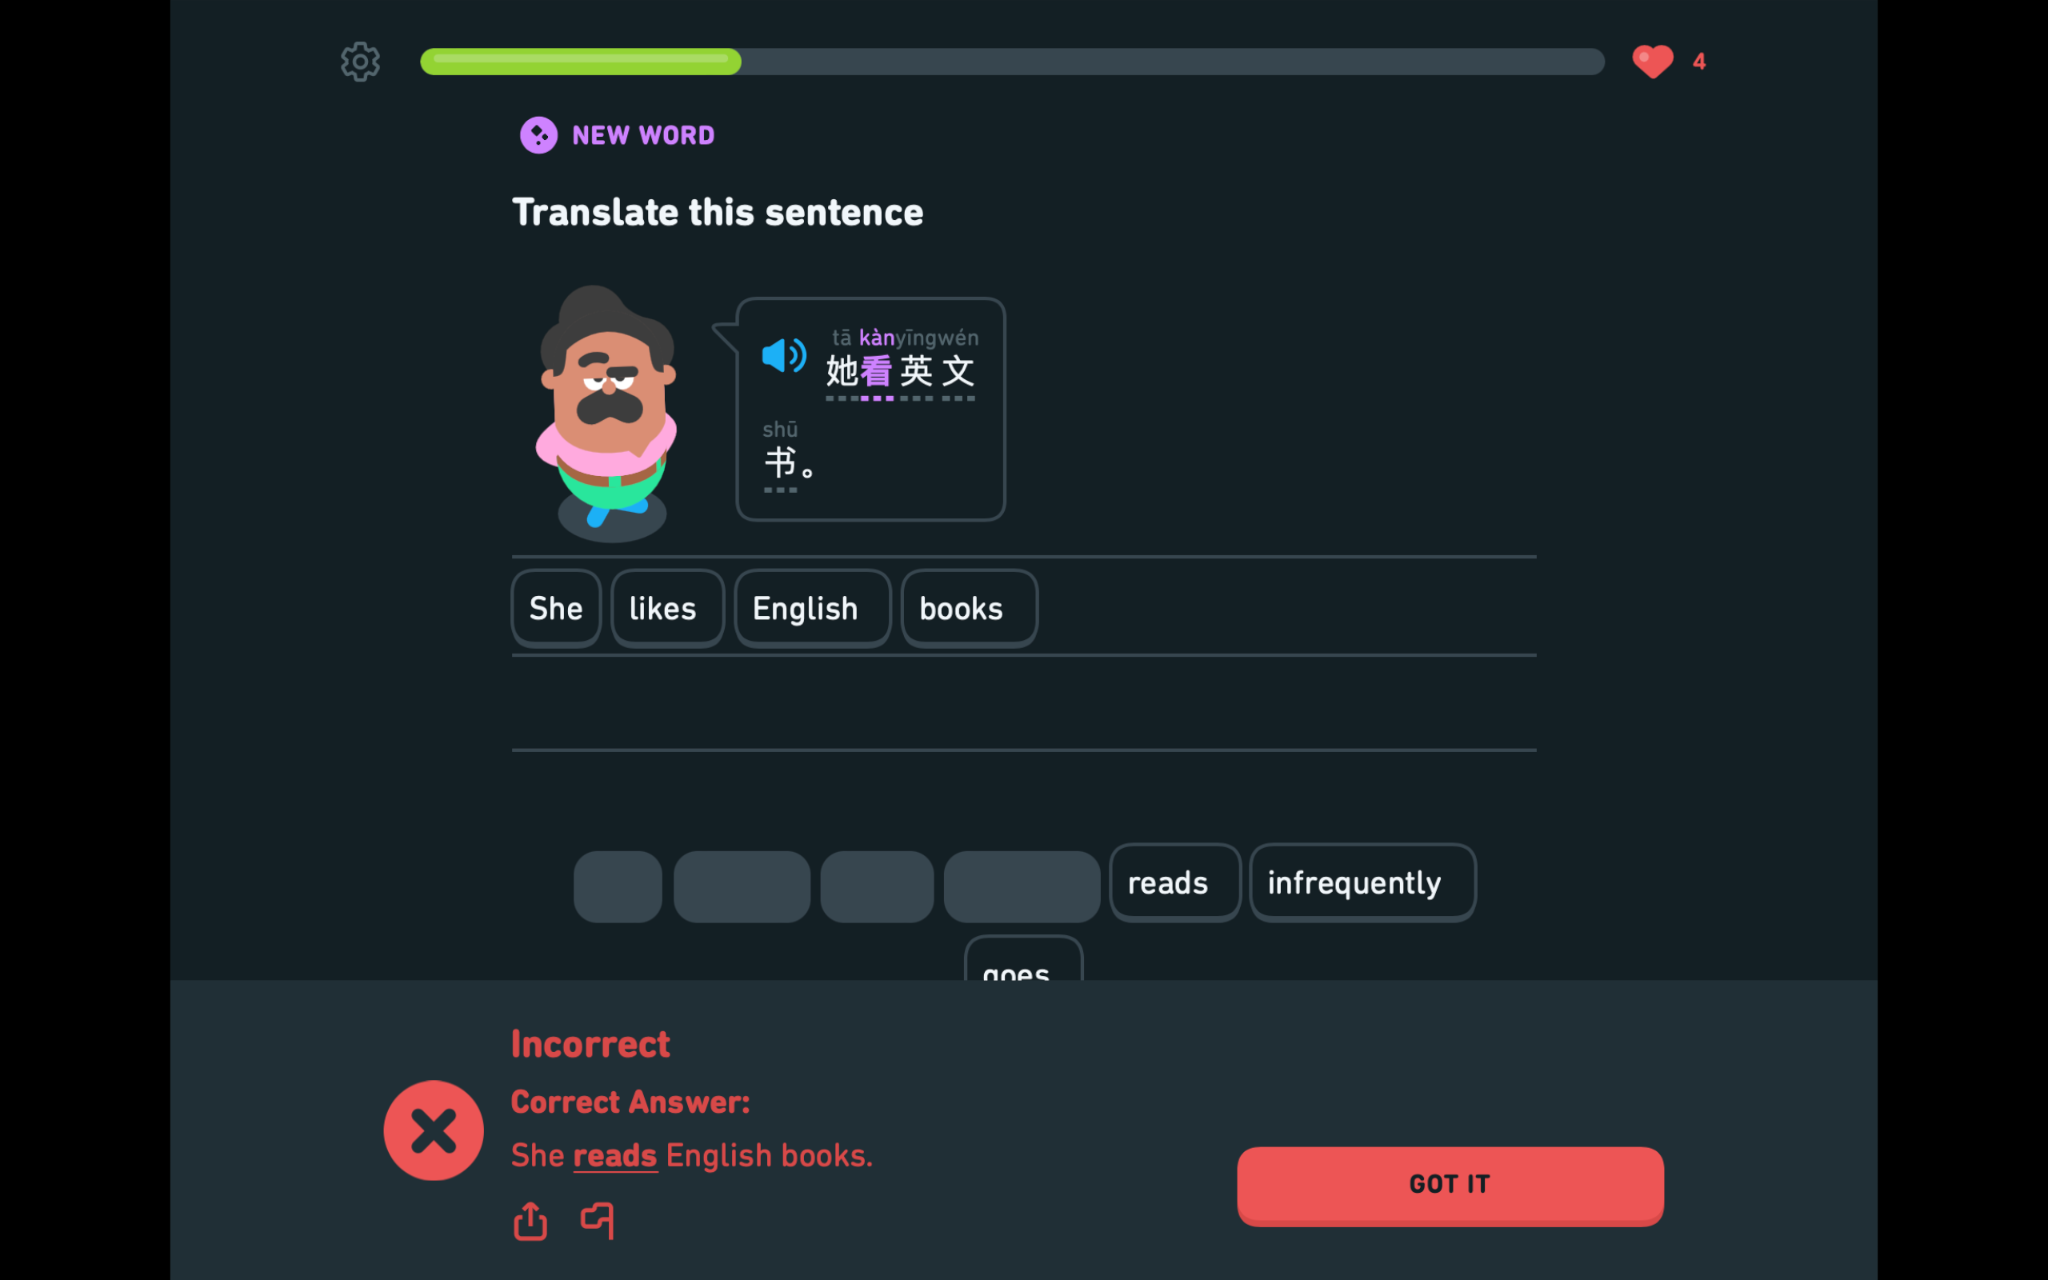 4
NEW WORD
Translate this sentence
tā kànyīngwén
她看英文
shū
书。
She likes English books
reads infrequently
goes
Incorrect
Correct Answer:
She reads English books.
GOT IT